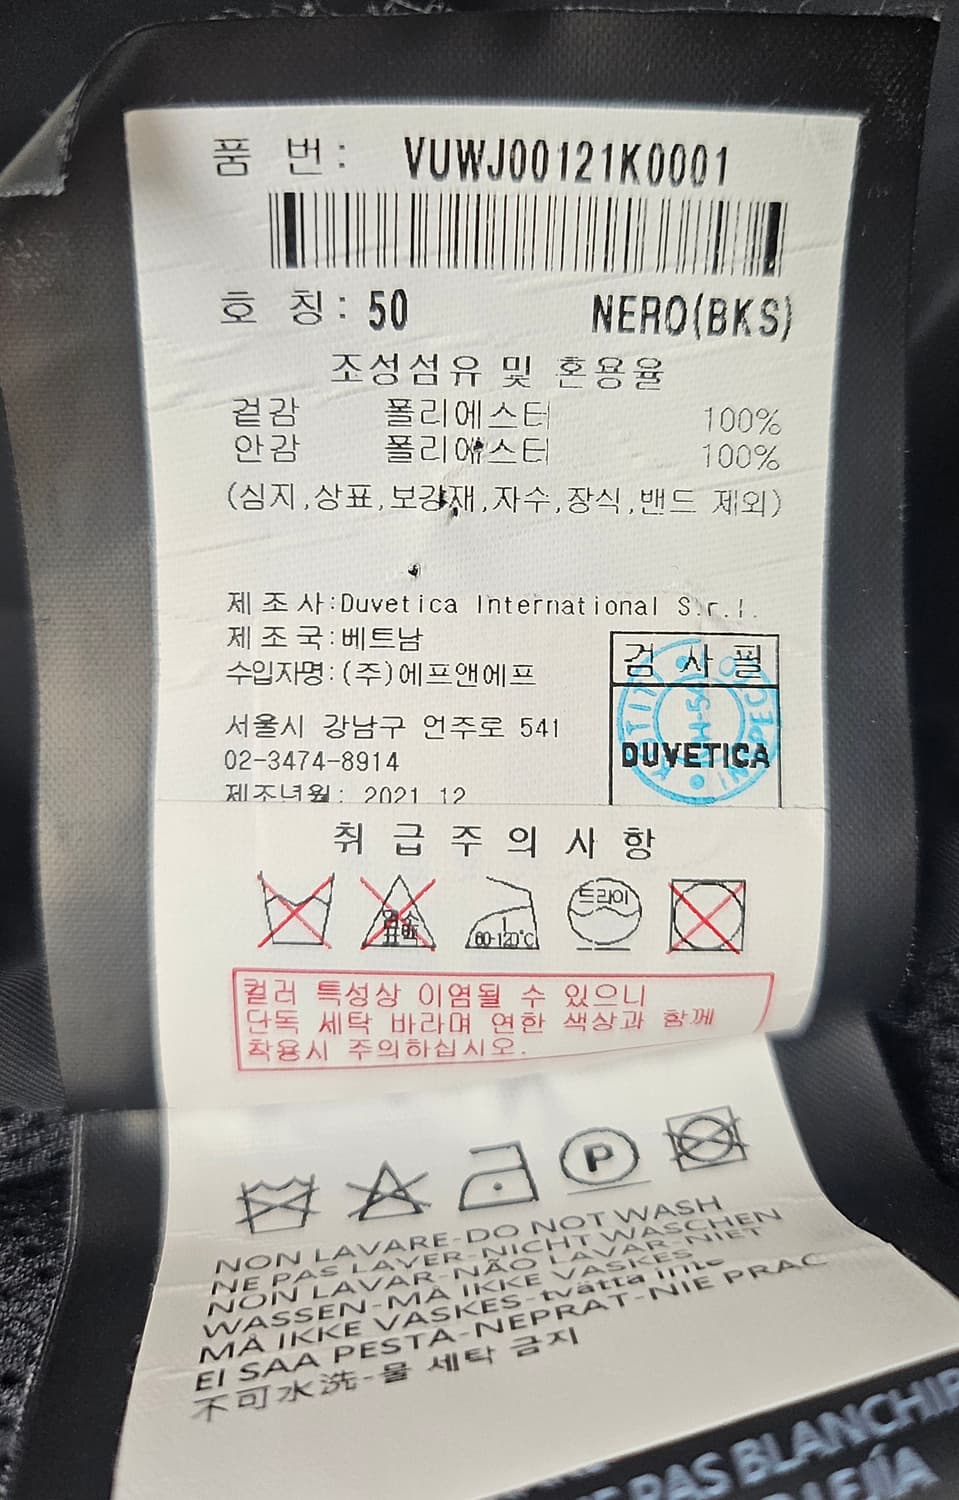 품 번: VUWJ00121K0001
호 칭: 50 NERO(BKS)
조성섬유 및 혼용율
겉감 폴리에스터 100%
안감 폴리에스터 100%
(심지,상표,보강재,자수,장식,밴드 제외)
제 조 사:Duvetica International S.r.l.
제 조 국:베트남
수입자명:(주)에프앤에프
검 사 필
서울시 강남구 언주로 541
DUVETICA
02-3474-8914
제조년월: 2021 12
취 급 주 의 사 항
80-120℃
드라이
컬러 특성상 이염될 수 있으니
단독 세탁 바라며 연한 색상과 함께
착용시 주의하십시오.
P
NON LAVARE-DO NOT WASH
NE PAS LAVER-NICHT WASCHEN
NON LAVAR-NÃO LAVAR-NIET
WASSEN-MÅ IKKE VASKES
MÅ IKKE VASKES-tvätta inte
EI SAA PESTA-NEPRAT-NIE PRAC
不可水洗-물 세탁 금지
PAS BLANCHIR
LEJÍA